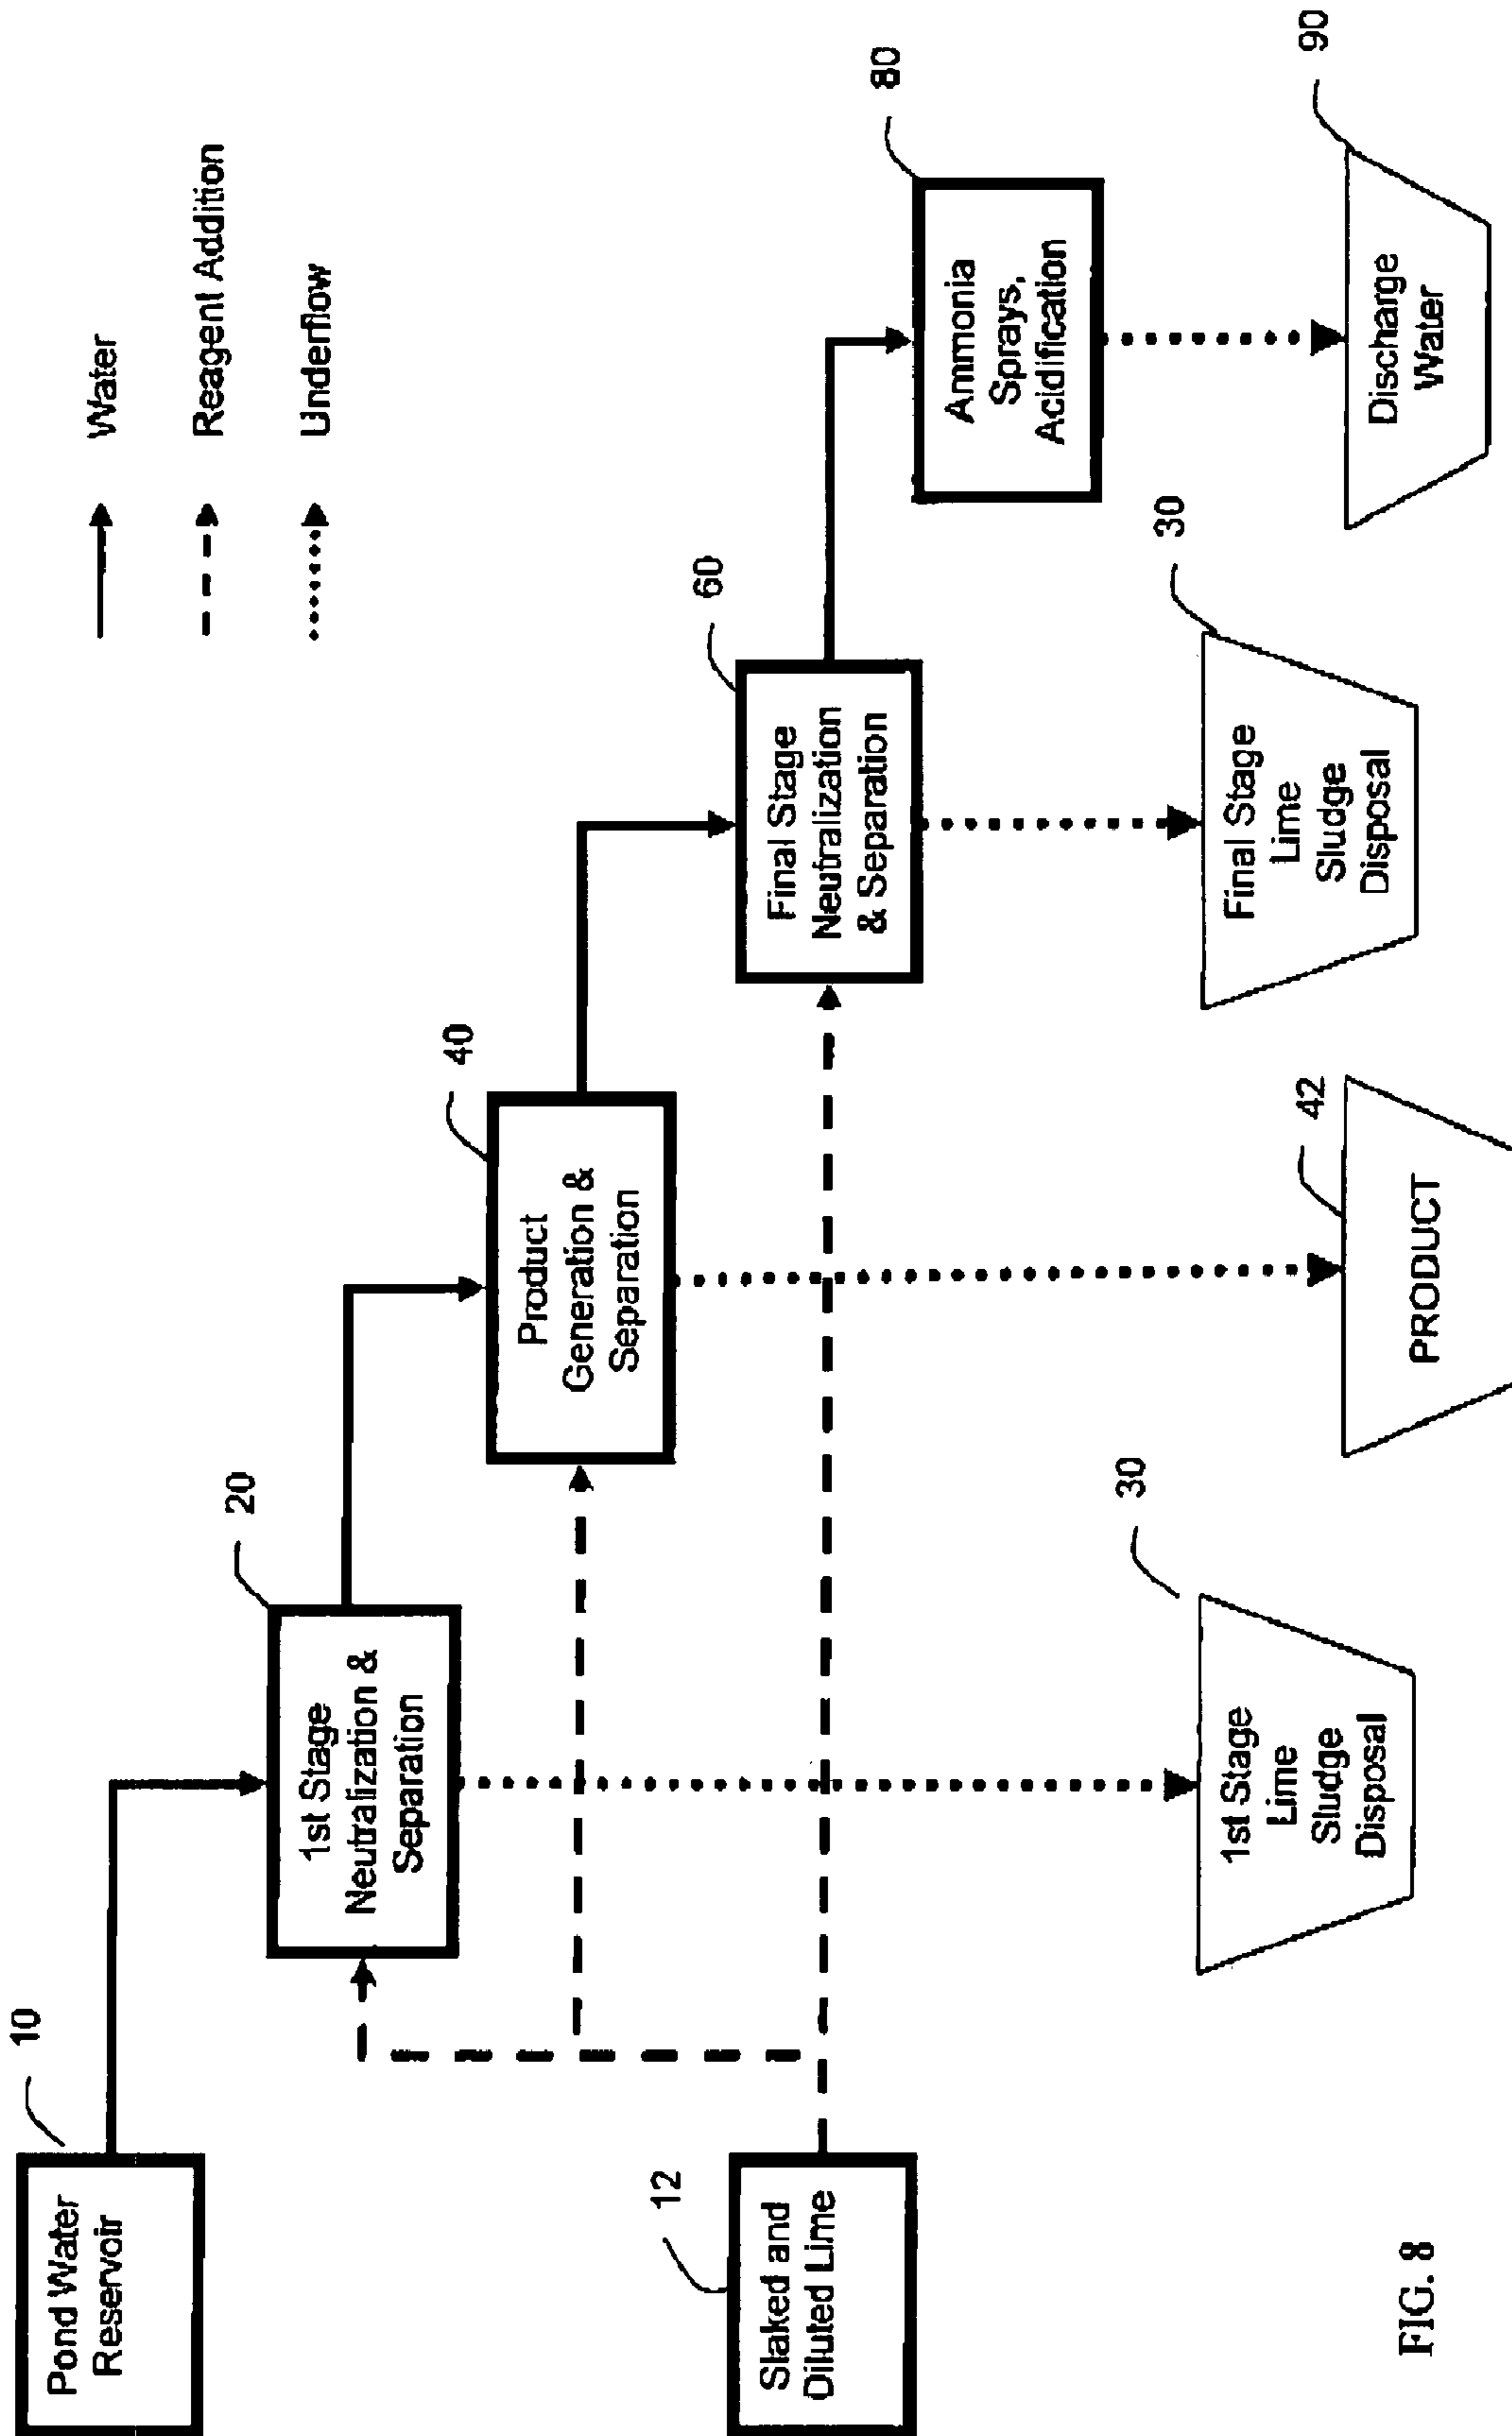 Water
Reagent Addition
Underflow
10
Pond Water
Reservoir
20
1st Stage
Neutralization &
Separation
40
Product
Generation &
Separation
60
Final Stage
Neutralization
& Separation
80
Ammonia
Sprays,
Acidification
12
Slaked and
Diluted Lime
30
1st Stage
Lime
Sludge
Disposal
42
PRODUCT
30
Final Stage
Lime
Sludge
Disposal
90
Discharge
Water
FIG. 8